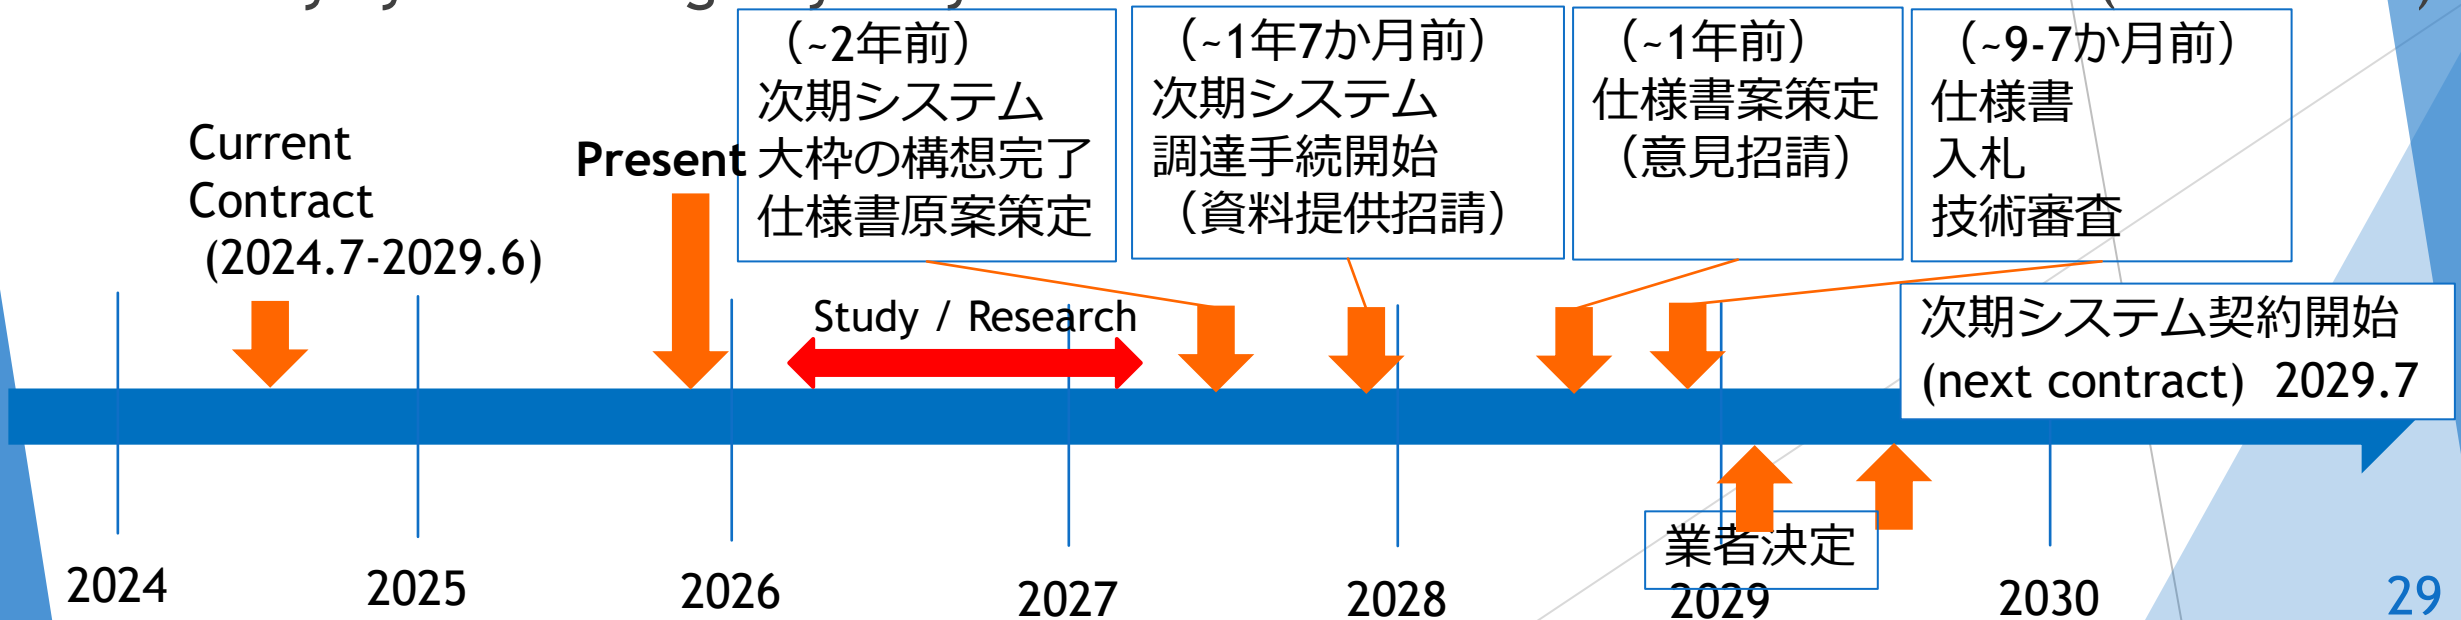 Current
Contract
(2024.7-2029.6)
Present
（~2年前）
次期システム
大枠の構想完了
仕様書原案策定
（~1年7か月前）
次期システム
調達手続開始
（資料提供招請）
（~1年前）
仕様書案策定
（意見招請）
（~9-7か月前）
仕様書
入札
技術審査
Study / Research
次期システム契約開始
(next contract) 2029.7
業者決定
2024
2025
2026
2027
2028
2029
2030
29